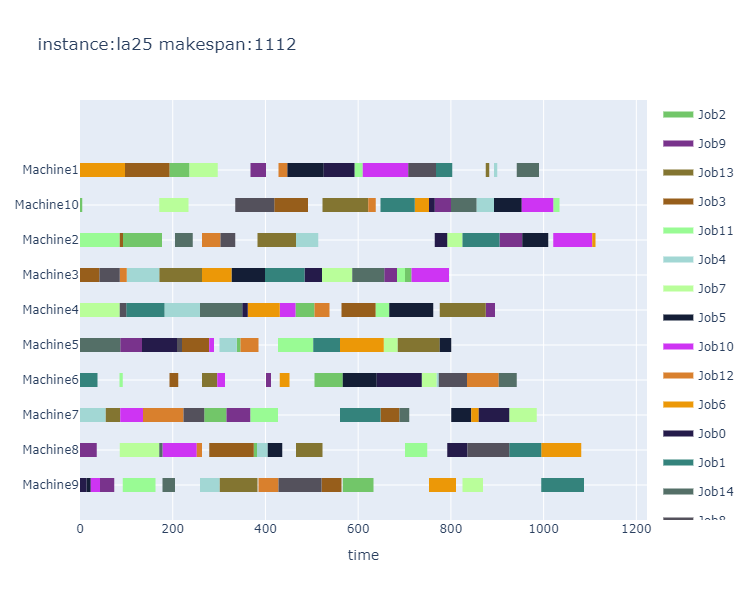 instance:la25 makespan:1112
Machine1
Machine10
Machine2
Machine3
Machine4
Machine5
Machine6
Machine7
Machine8
Machine9
0 200 400 600 800 1000 1200
time
Job2
Job9
Job13
Job3
Job11
Job4
Job7
Job5
Job10
Job12
Job6
Job0
Job1
Job14
Job8